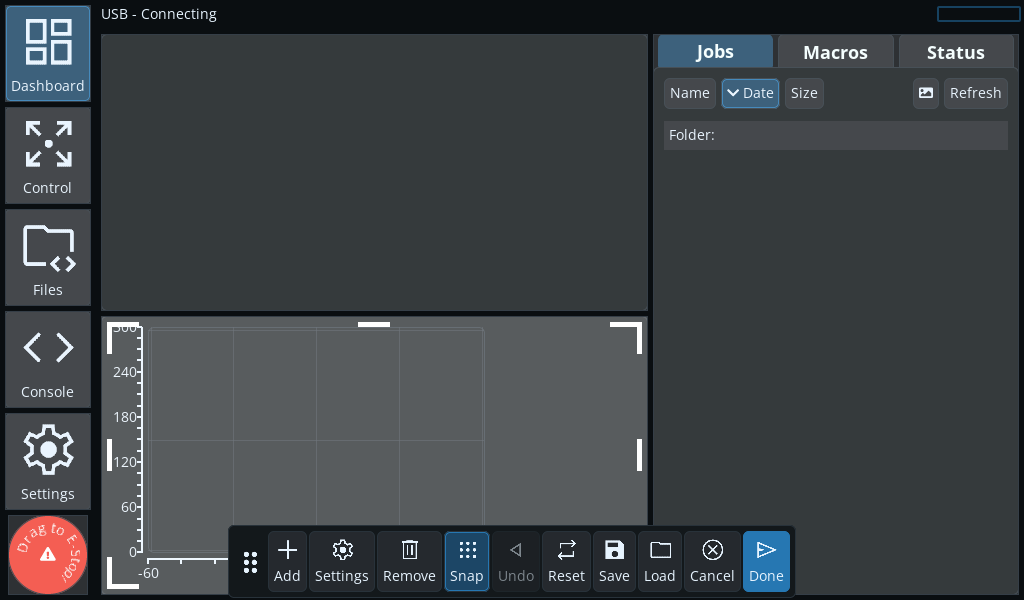 USB - Connecting
Dashboard
Control
Files
Console
Settings
Drag to E-Stop!
Jobs
Macros
Status
Name
Date
Size
Refresh
Folder:
300
240
180
120
60
0
-60
Add
Settings
Remove
Snap
Undo
Reset
Save
Load
Cancel
Done